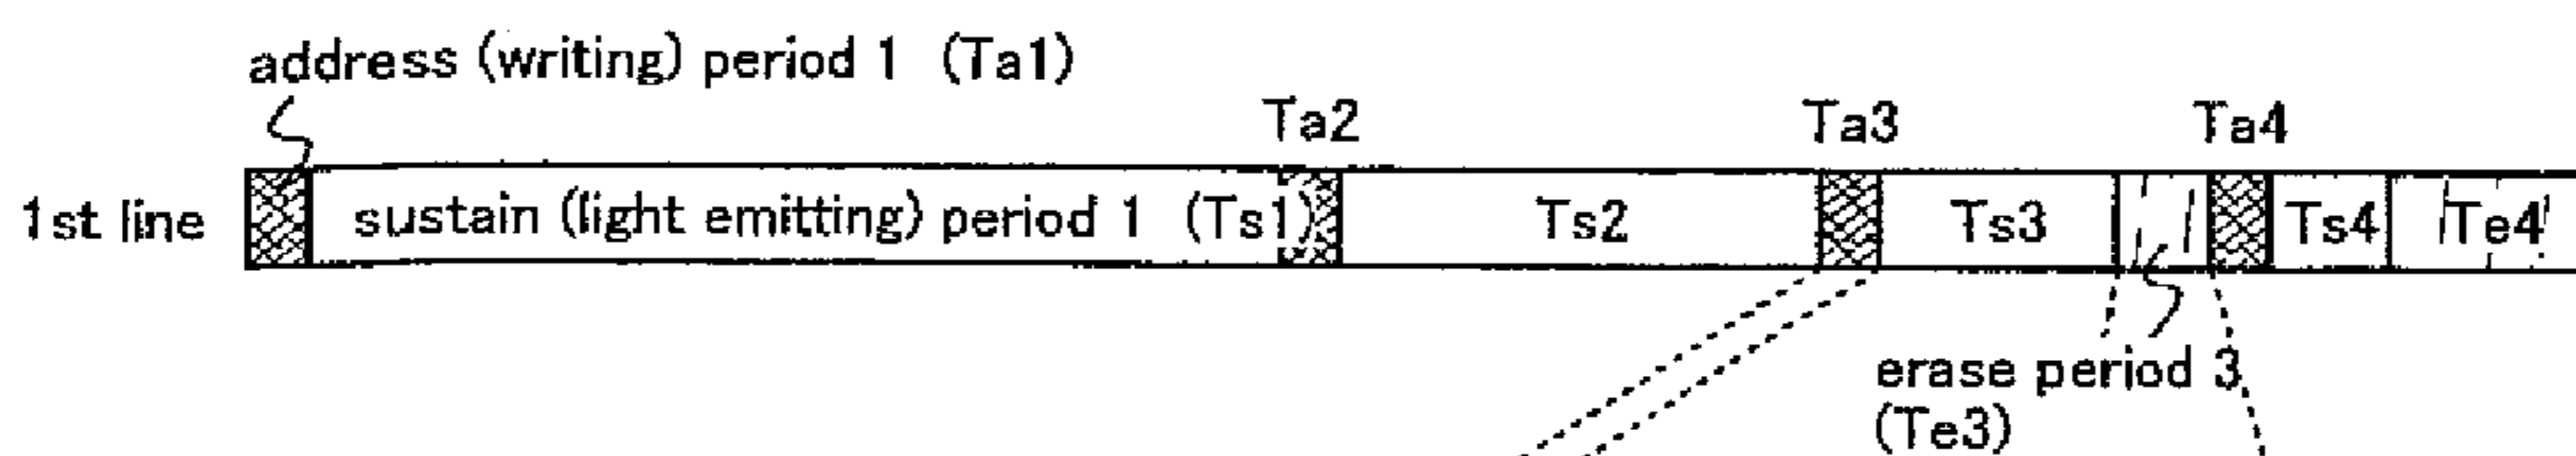 address (writing) period 1 (Ta1)
Ta2 Ta3 Ta4
1st line sustain (light emitting) period 1 (Ts1) Ts2 Ts3 Ts4 Te4
erase period 3
(Te3)